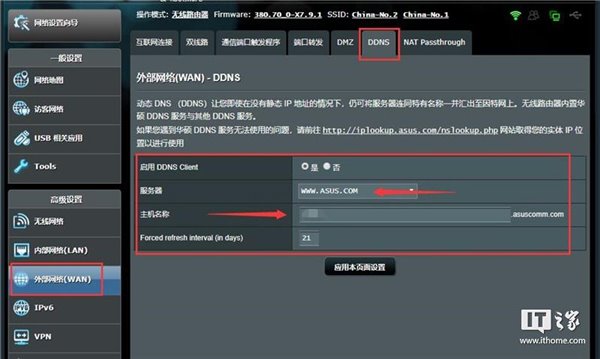 网络设置向导
操作模式: 无线路由器 Firmware: 380.70_0-X7.9.1 SSID: China-No.2 China-No.1
互联网连接 双线路 通信端口触发程序 端口转发 DMZ DDNS NAT Passthrough
一般设置
网络地图
访客网络
USB 相关应用
Tools
高级设置
无线网络
内部网络(LAN)
外部网络(WAN)
IPv6
VPN
外部网络(WAN) - DDNS
动态 DNS (DDNS) 让您即使在没有静态 IP 地址的情况下，仍可将服务器连同特有名称一并汇出至因特网上。无线路由器内置华
硕 DDNS 服务与其他 DDNS 服务。
如果您遇到华硕 DDNS 服务无法使用的问题，请前往 http://iplookup.asus.com/nslookup.php 网站取得您的实体 IP 位
置以进行使用
启用 DDNS Client 是 否
服务器 WWW.ASUS.COM
主机名称 .asuscomm.com
Forced refresh interval (in days) 21
应用本页面设置
IT之家
www.ithome.com